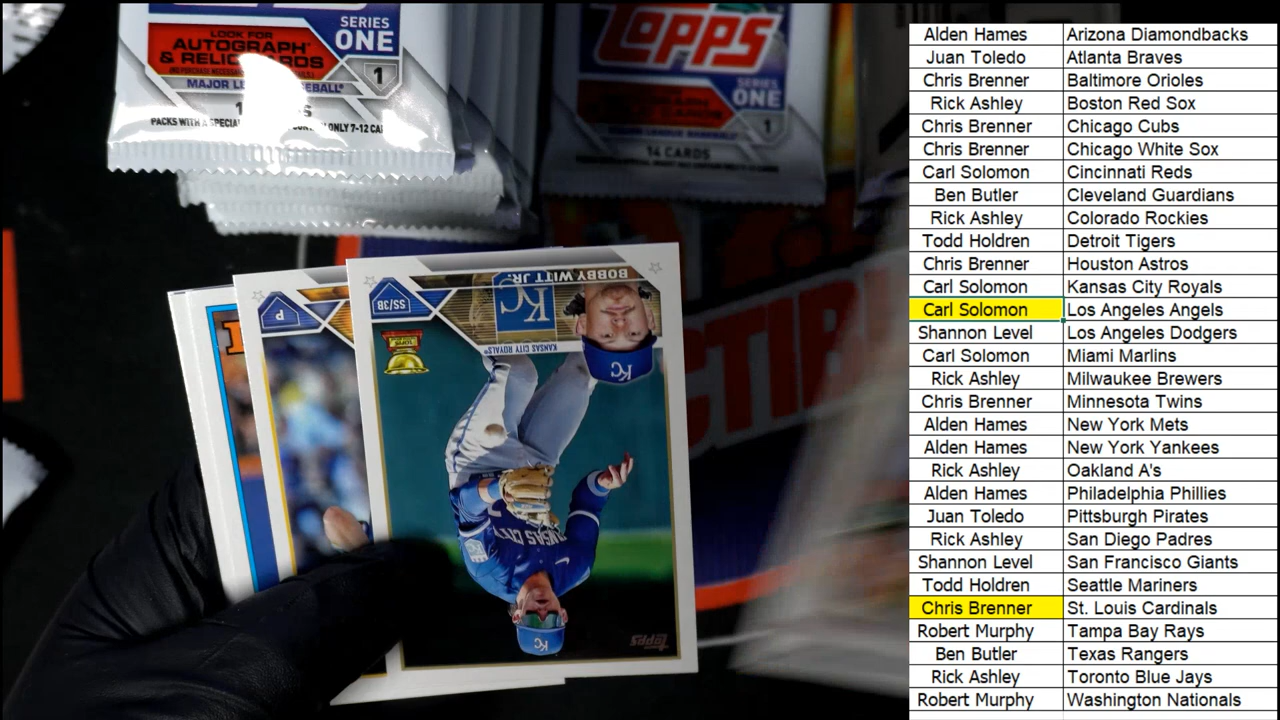 SERIES
ONE
LOOK FOR
AUTOGRAPH
& RELIC CARDS
1
PACKS WITH A SPECIAL
ONLY 7-12
TOPPS
SERIES
ONE
1
14 CARDS
P
SS/3B
KC
BOBBY WITT JR.
KANSAS CITY ROYALS
KC
KC
TOPPS
Alden Hames Arizona Diamondbacks
Juan Toledo Atlanta Braves
Chris Brenner Baltimore Orioles
Rick Ashley Boston Red Sox
Chris Brenner Chicago Cubs
Chris Brenner Chicago White Sox
Carl Solomon Cincinnati Reds
Ben Butler Cleveland Guardians
Rick Ashley Colorado Rockies
Todd Holdren Detroit Tigers
Chris Brenner Houston Astros
Carl Solomon Kansas City Royals
Carl Solomon Los Angeles Angels
Shannon Level Los Angeles Dodgers
Carl Solomon Miami Marlins
Rick Ashley Milwaukee Brewers
Chris Brenner Minnesota Twins
Alden Hames New York Mets
Alden Hames New York Yankees
Rick Ashley Oakland A's
Alden Hames Philadelphia Phillies
Juan Toledo Pittsburgh Pirates
Rick Ashley San Diego Padres
Shannon Level San Francisco Giants
Todd Holdren Seattle Mariners
Chris Brenner St. Louis Cardinals
Robert Murphy Tampa Bay Rays
Ben Butler Texas Rangers
Rick Ashley Toronto Blue Jays
Robert Murphy Washington Nationals